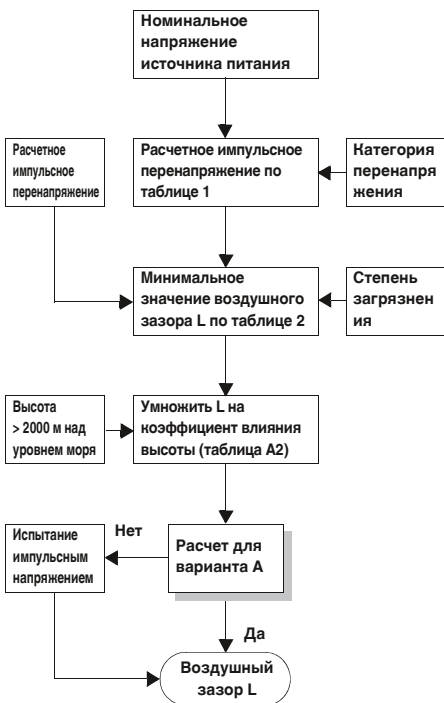 Номинальное
напряжение
источника питания
Расчетное
импульсное
перенапряжение
Расчетное импульсное
перенапряжение по
таблице 1
Категория
перенапря
жения
Минимальное
значение воздушного
зазора L по таблице 2
Степень
загрязнен
ия
Высота
> 2000 м над
уровнем моря
Умножить L на
коэффициент влияния
высоты (таблица А2)
Испытание
импульсным
напряжением
Нет
Расчет для
варианта А
Да
Воздушный
зазор L